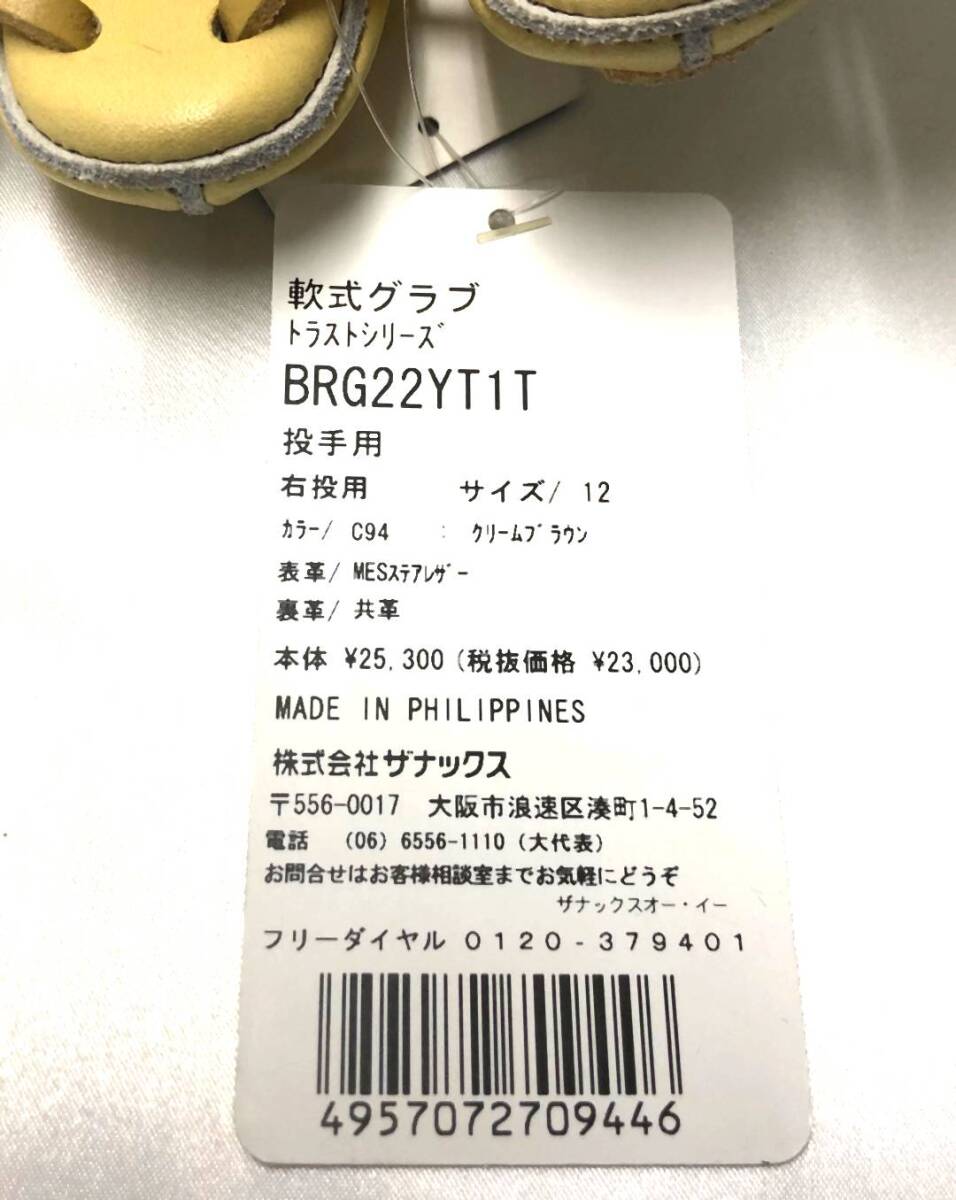 軟式グラブ
ﾄﾗｽﾄｼﾘｰｽﾞ
BRG22YT1T
投手用
右投用 サイズ/ 12
ｶﾗｰ/ C94 : ｸﾘｰﾑﾌﾞﾗｳﾝ
表革/ MESｽﾃｱﾚｻﾞｰ
裏革/ 共革
本体 ¥25,300 (税抜価格 ¥23,000)
MADE IN PHILIPPINES
株式会社ザナックス
〒556-0017 大阪市浪速区湊町1-4-52
電話 (06) 6556-1110 (大代表)
お問合せはお客様相談室までお気軽にどうぞ
ザナックスオー・イー
フリーダイヤル 0120-379401
4957072709446